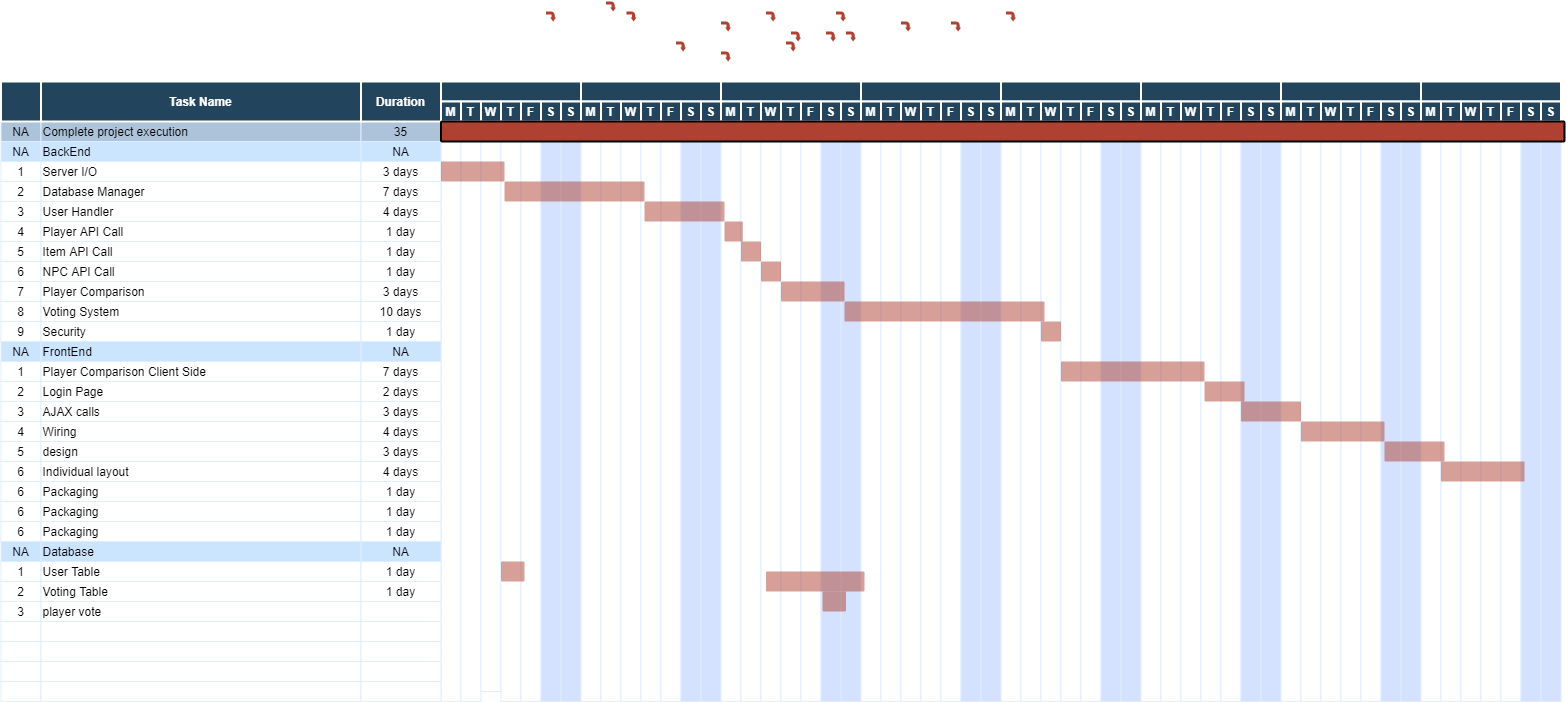 Task Name Duration
M T W T F S S M T W T F S S M T W T F S S M T W T F S S M T W T F S S M T W T F S S M T W T F S S M T W T F S S
NA Complete project execution 35
NA BackEnd NA
1 Server I/O 3 days
2 Database Manager 7 days
3 User Handler 4 days
4 Player API Call 1 day
5 Item API Call 1 day
6 NPC API Call 1 day
7 Player Comparison 3 days
8 Voting System 10 days
9 Security 1 day
NA FrontEnd NA
1 Player Comparison Client Side 7 days
2 Login Page 2 days
3 AJAX calls 3 days
4 Wiring 4 days
5 design 3 days
6 Individual layout 4 days
6 Packaging 1 day
6 Packaging 1 day
6 Packaging 1 day
NA Database NA
1 User Table 1 day
2 Voting Table 1 day
3 player vote